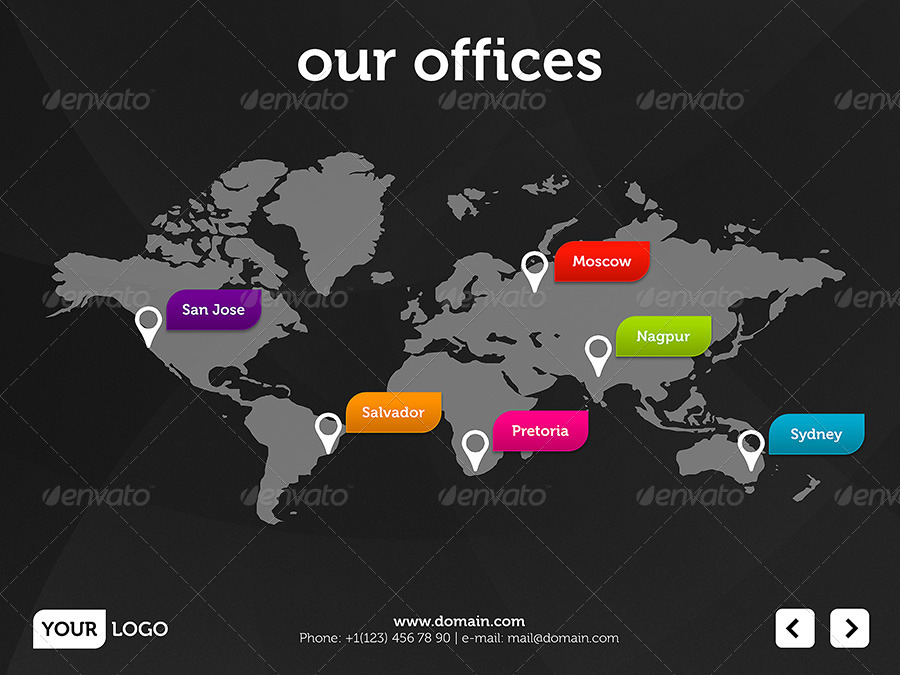 our offices
envato envato envato envato envato
Moscow
San Jose
envato envato envato envato envato
Nagpur
Salvador
Pretoria
Sydney
envato envato envato envato envato
YOUR LOGO
www.domain.com
Phone: +1(123) 456 78 90 | e-mail: mail@domain.com